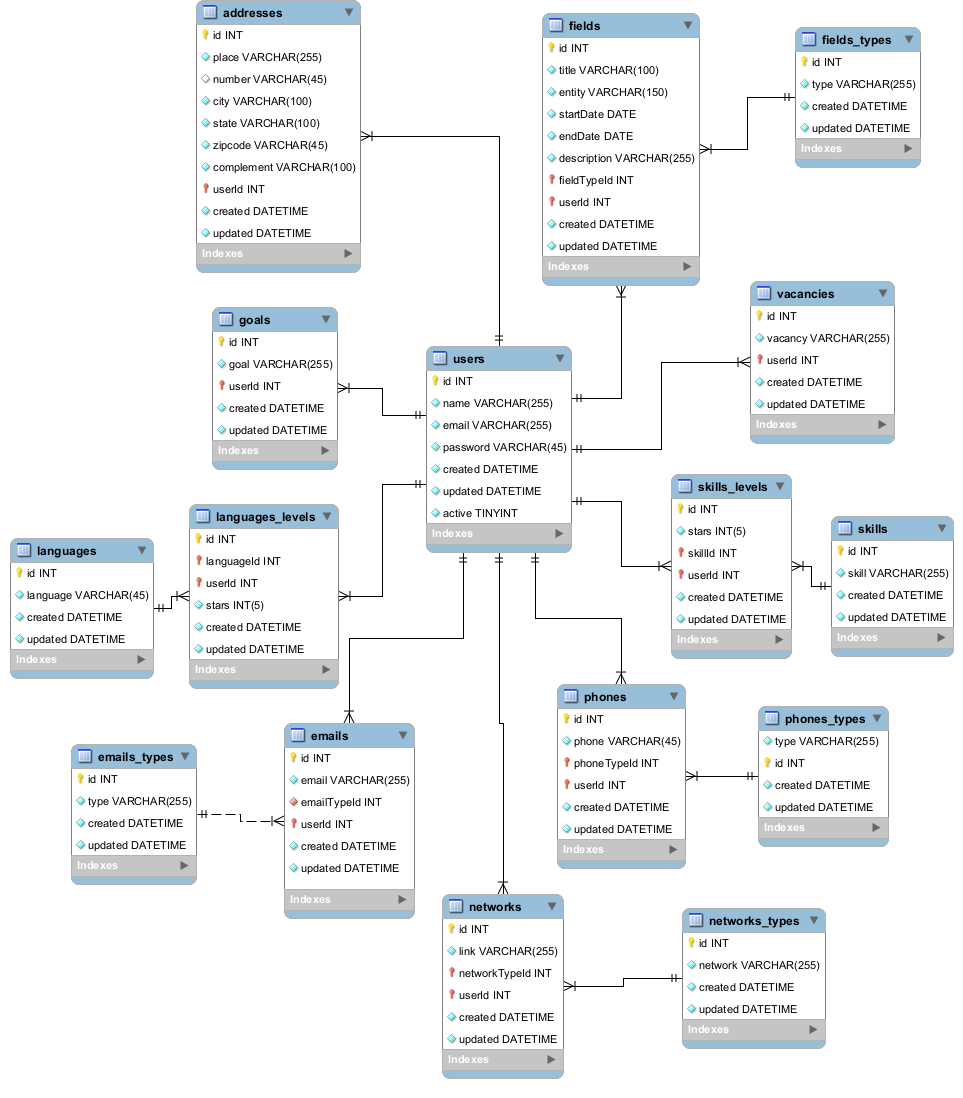 addresses
id INT
place VARCHAR(255)
number VARCHAR(45)
city VARCHAR(100)
state VARCHAR(100)
zipcode VARCHAR(45)
complement VARCHAR(100)
userId INT
created DATETIME
updated DATETIME
Indexes
fields
id INT
title VARCHAR(100)
entity VARCHAR(150)
startDate DATE
endDate DATE
description VARCHAR(255)
fieldTypeId INT
userId INT
created DATETIME
updated DATETIME
Indexes
fields_types
id INT
type VARCHAR(255)
created DATETIME
updated DATETIME
Indexes
goals
id INT
goal VARCHAR(255)
userId INT
created DATETIME
updated DATETIME
Indexes
users
id INT
name VARCHAR(255)
email VARCHAR(255)
password VARCHAR(45)
created DATETIME
updated DATETIME
active TINYINT
Indexes
vacancies
id INT
vacancy VARCHAR(255)
userId INT
created DATETIME
updated DATETIME
Indexes
languages
id INT
language VARCHAR(45)
created DATETIME
updated DATETIME
Indexes
languages_levels
id INT
languageId INT
userId INT
stars INT(5)
created DATETIME
updated DATETIME
Indexes
skills_levels
id INT
stars INT(5)
skillId INT
userId INT
created DATETIME
updated DATETIME
Indexes
skills
id INT
skill VARCHAR(255)
created DATETIME
updated DATETIME
Indexes
emails_types
id INT
type VARCHAR(255)
created DATETIME
updated DATETIME
Indexes
emails
id INT
email VARCHAR(255)
emailTypeId INT
userId INT
created DATETIME
updated DATETIME
Indexes
phones
id INT
phone VARCHAR(45)
phoneTypeId INT
userId INT
created DATETIME
updated DATETIME
Indexes
phones_types
type VARCHAR(255)
id INT
created DATETIME
updated DATETIME
Indexes
networks
id INT
link VARCHAR(255)
networkTypeId INT
userId INT
created DATETIME
updated DATETIME
Indexes
networks_types
id INT
network VARCHAR(255)
created DATETIME
updated DATETIME
Indexes